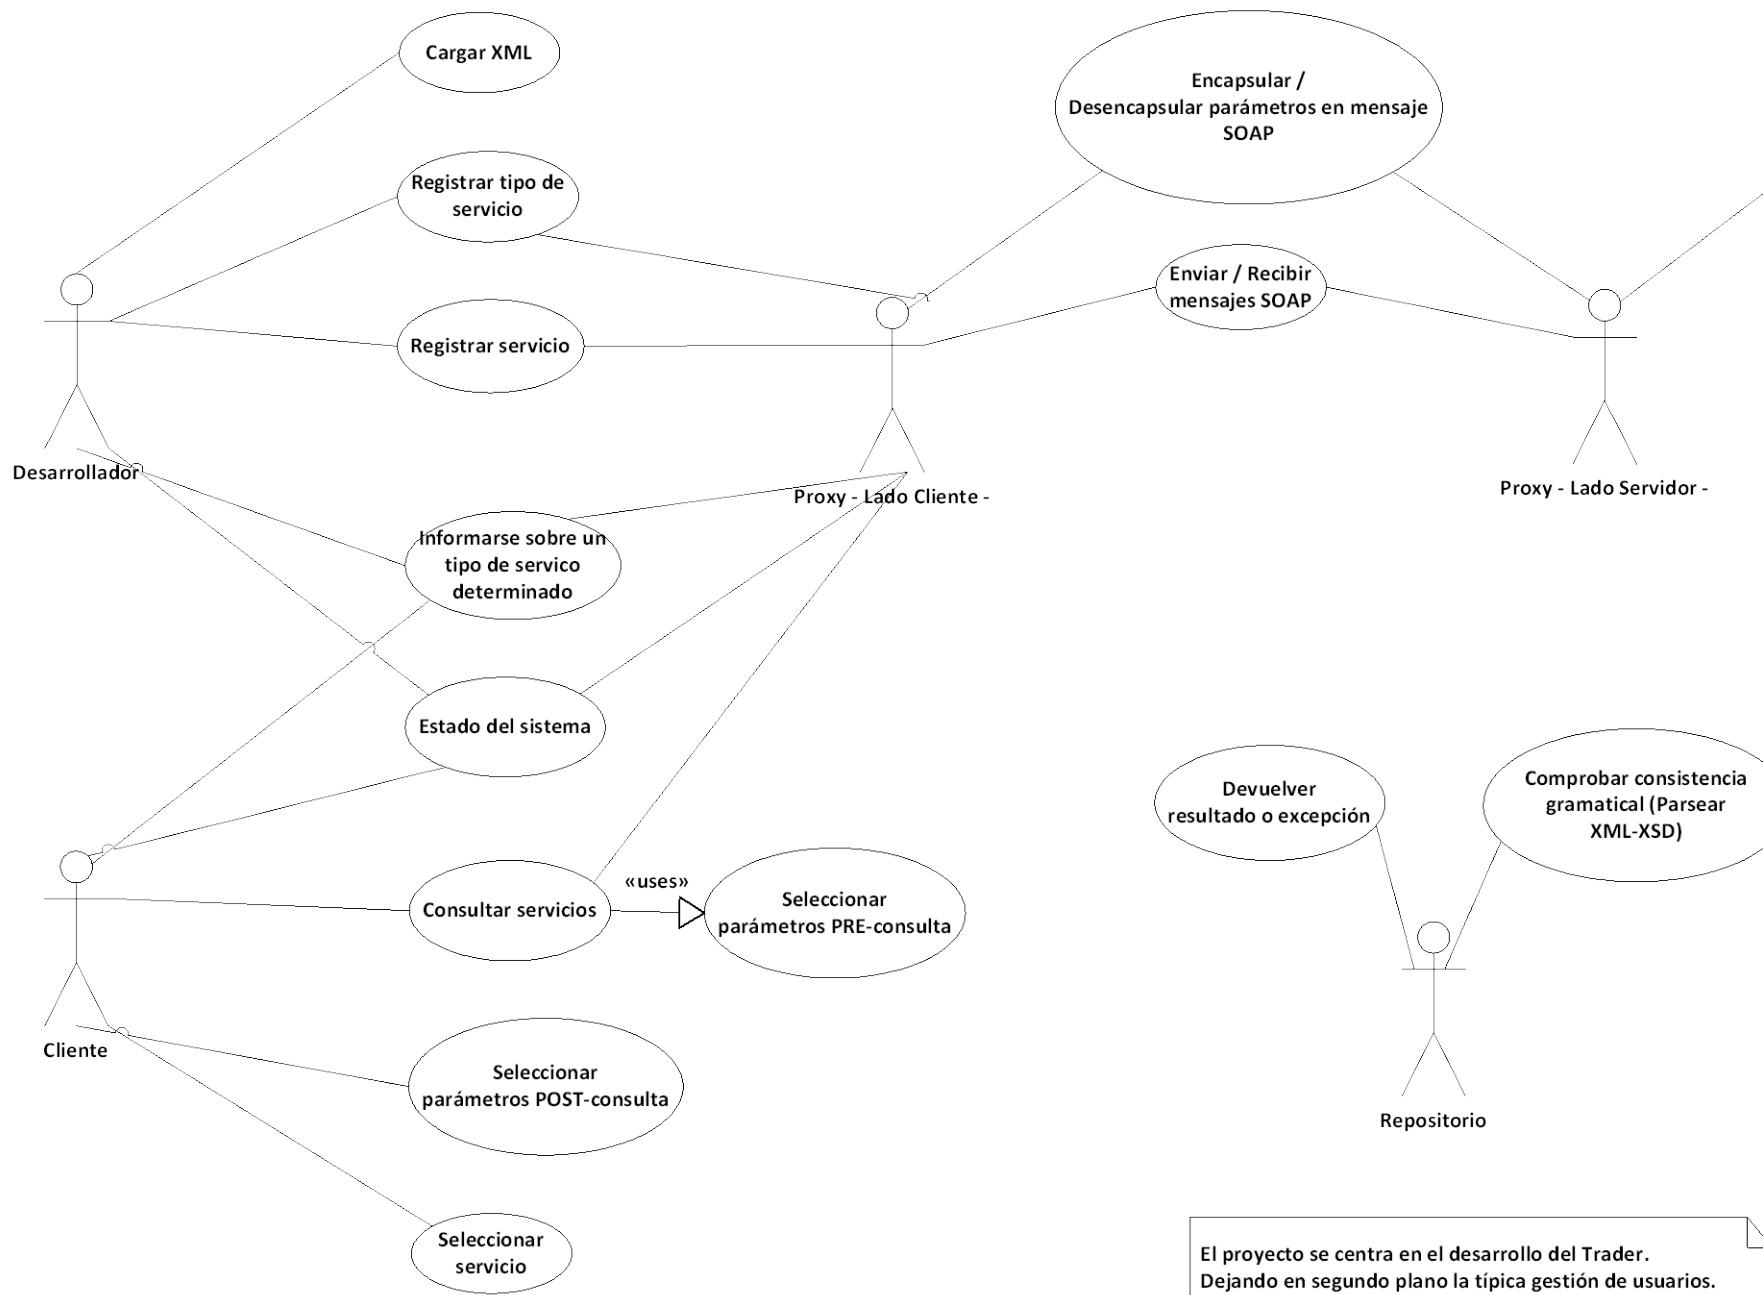 Cargar XML
Encapsular /
Desencapsular parámetros en mensaje
SOAP
Registrar tipo de
servicio
Enviar / Recibir
mensajes SOAP
Registrar servicio
Desarrollador
Proxy - Lado Cliente -
Proxy - Lado Servidor -
Informarse sobre un
tipo de servico
determinado
Estado del sistema
Devuelver
resultado o excepción
Comprobar consistencia
gramatical (Parsear
XML-XSD)
«uses»
Consultar servicios
Seleccionar
parámetros PRE-consulta
Cliente
Seleccionar
parámetros POST-consulta
Repositorio
Seleccionar
servicio
El proyecto se centra en el desarrollo del Trader.
Dejando en segundo plano la típica gestión de usuarios.